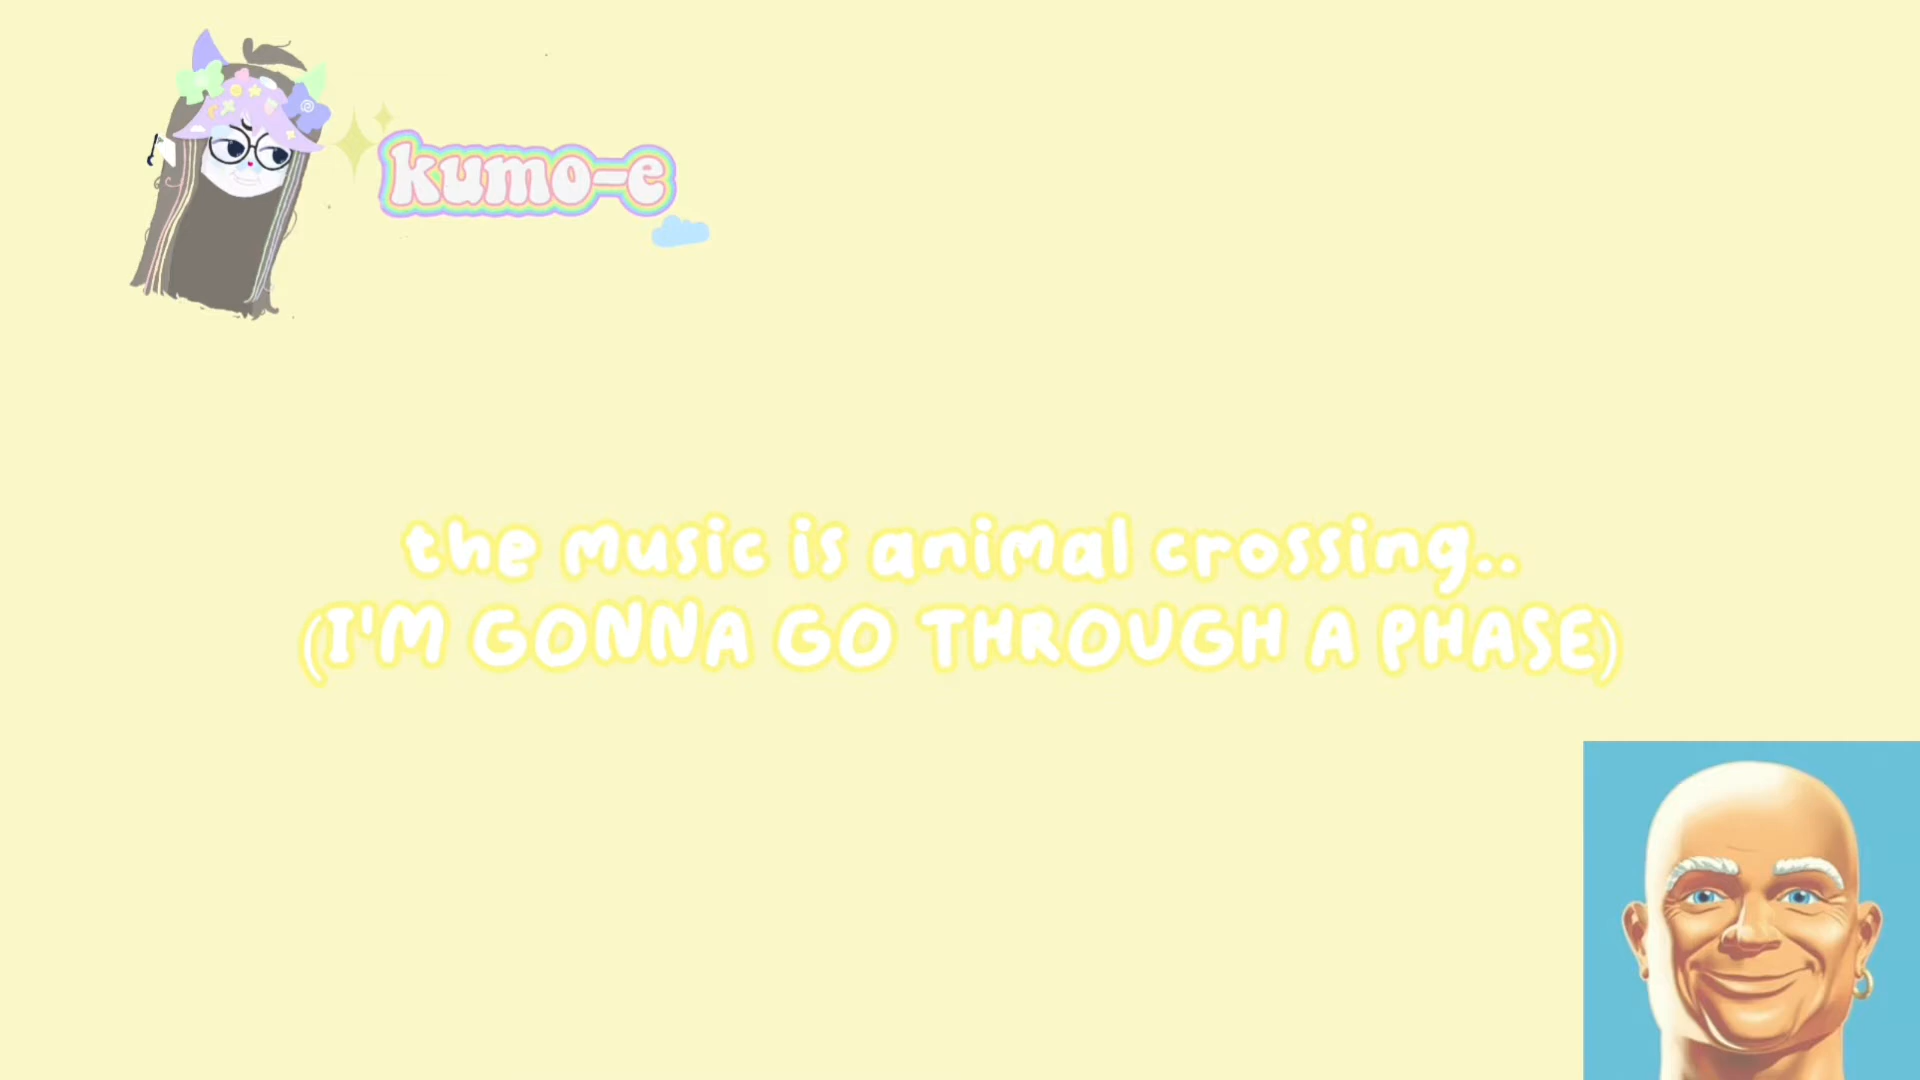 kumo-e
the music is animal crossing..
(I'M GONNA GO THROUGH A PHASE)